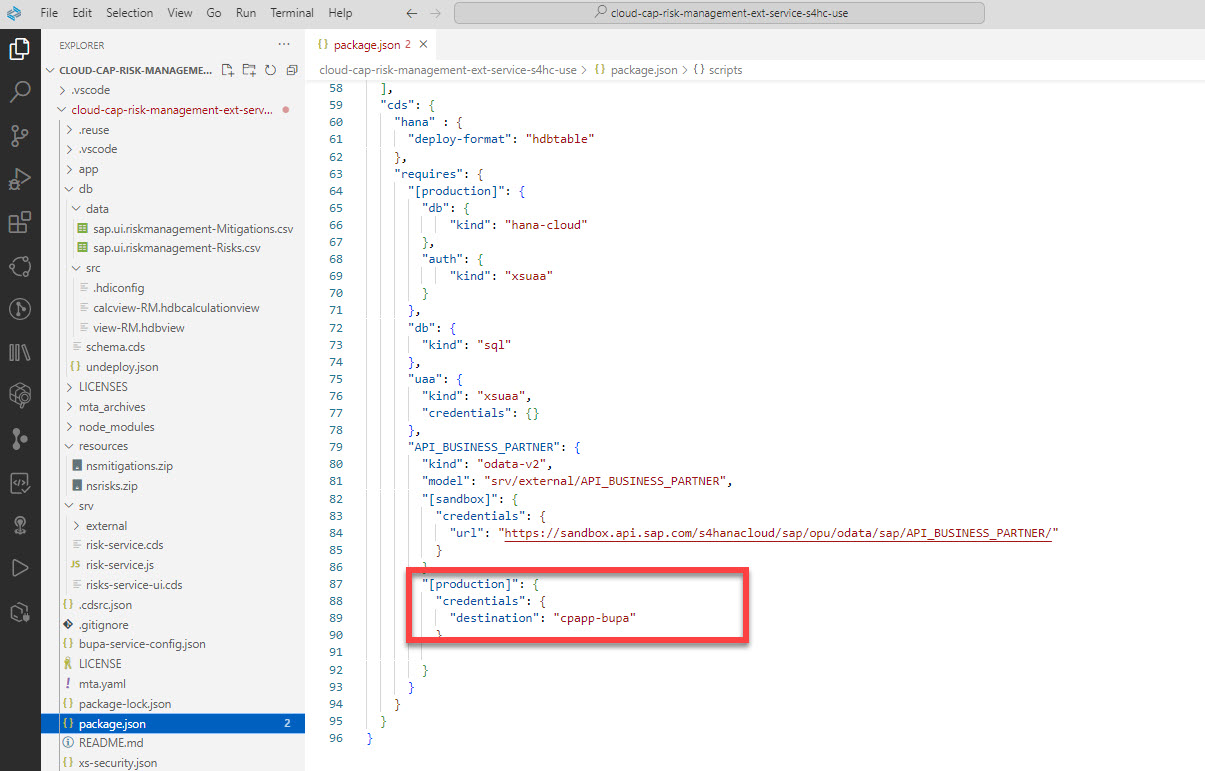 File Edit Selection View Go Run Terminal Help
cloud-cap-risk-management-ext-service-s4hc-use
EXPLORER
CLOUD-CAP-RISK-MANAGEME...
.vscode
cloud-cap-risk-management-ext-serv...
.reuse
.vscode
app
db
data
sap.ui.riskmanagement-Mitigations.csv
sap.ui.riskmanagement-Risks.csv
src
.hdiconfig
calcview-RM.hdbcalculationview
view-RM.hdbview
schema.cds
{} undeploy.json
LICENSES
mta_archives
node_modules
resources
nsmitigations.zip
nsrisks.zip
srv
external
risk-service.cds
JS risk-service.js
risks-service-ui.cds
{} .cdsrc.json
.gitignore
{} bupa-service-config.json
LICENSE
! mta.yaml
{} package-lock.json
{} package.json 2
README.md
{} xs-security.json
{} package.json 2 ×
cloud-cap-risk-management-ext-service-s4hc-use > {} package.json > {} scripts
58 ],
59 "cds": {
60 "hana" : {
61 "deploy-format": "hdbtable"
62 },
63 "requires": {
64 "[production]": {
65 "db": {
66 "kind": "hana-cloud"
67 },
68 "auth": {
69 "kind": "xsuaa"
70 }
71 },
72 "db": {
73 "kind": "sql"
74 },
75 "uaa": {
76 "kind": "xsuaa",
77 "credentials": {}
78 },
79 "API_BUSINESS_PARTNER": {
80 "kind": "odata-v2",
81 "model": "srv/external/API_BUSINESS_PARTNER",
82 "[sandbox]": {
83 "credentials": {
84 "url": "https://sandbox.api.sap.com/s4hanacloud/sap/opu/odata/sap/API_BUSINESS_PARTNER/"
85 }
86
87 "[production]": {
88 "credentials": {
89 "destination": "cpapp-bupa"
90 }
91
92 }
93 }
94 }
95 }
96 }